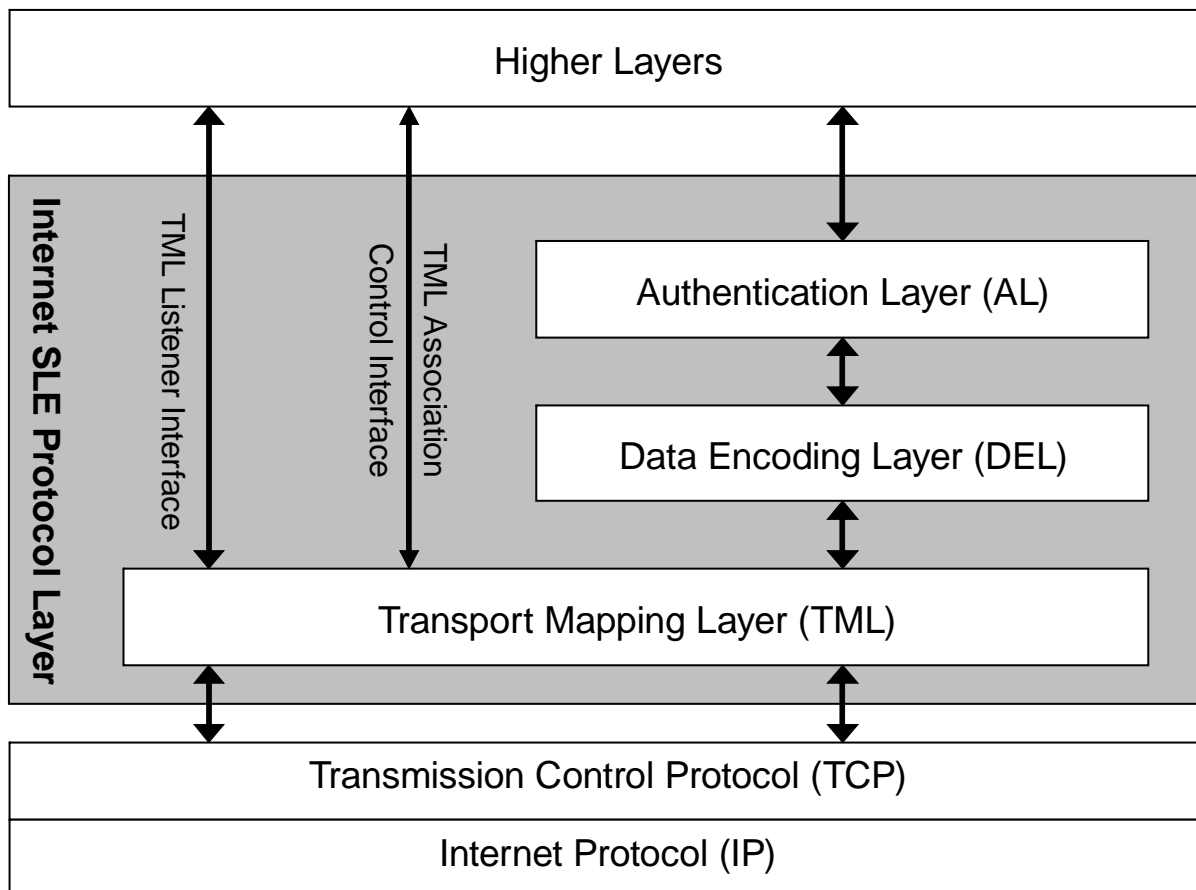 Higher Layers
Internet SLE Protocol Layer
TML Listener Interface
TML Association
Control Interface
Authentication Layer (AL)
Data Encoding Layer (DEL)
Transport Mapping Layer (TML)
Transmission Control Protocol (TCP)
Internet Protocol (IP)